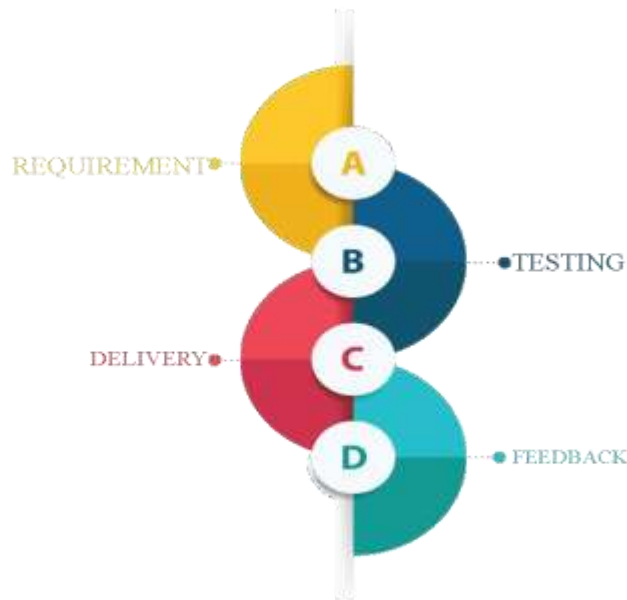 A
REQUIREMENT
B
TESTING
C
DELIVERY
D
FEEDBACK